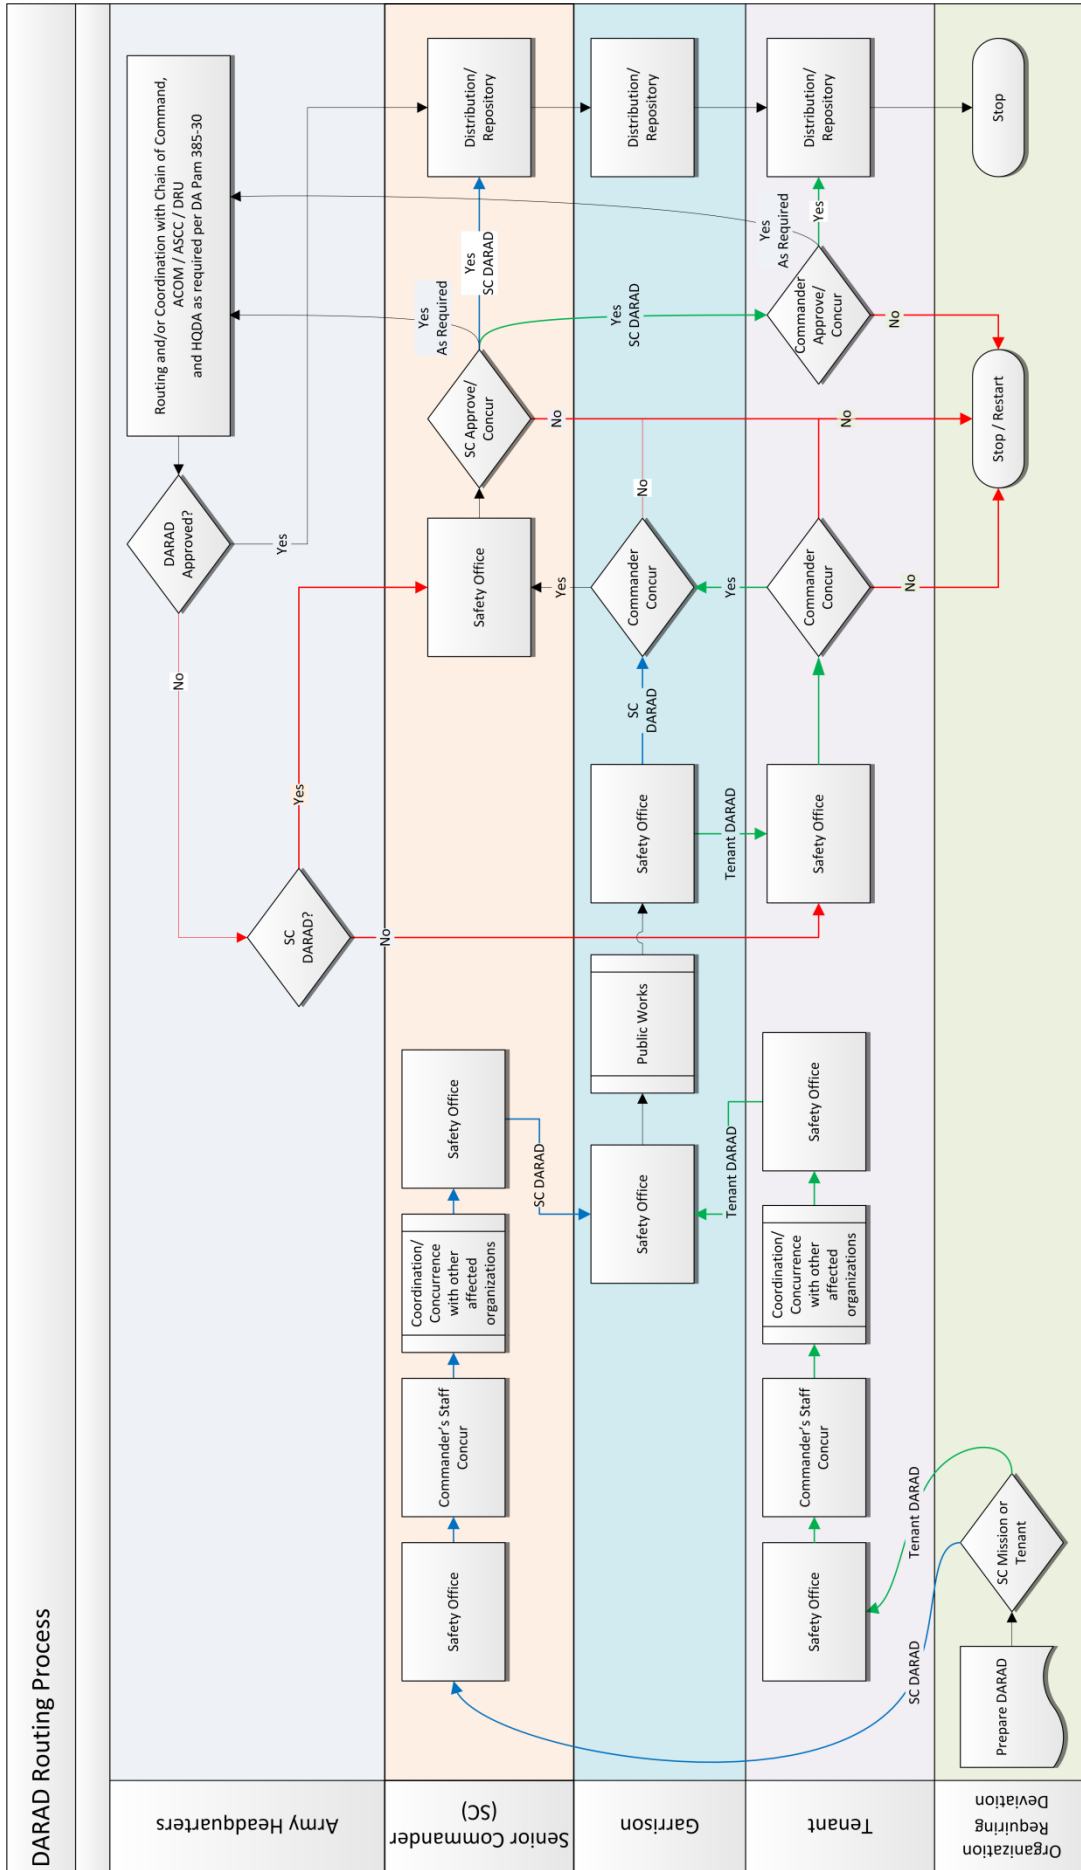 DARAD Routing Process
Army Headquarters
Routing and/or Coordination with Chain of Command,
ACOM / ASCC / DRU
and HQDA as required per DA Pam 385-30
DARAD
Approved?
Yes
No
SC
DARAD?
Yes
No
Senior Commander
(SC)
Safety Office
Commander's Staff
Concur
Coordination/
Concurrence
with other
affected
organizations
Safety Office
SC DARAD
Safety Office
SC Approve/
Concur
Yes
As Required
Yes
SC DARAD
Yes
SC DARAD
No
Distribution/
Repository
Garrison
Safety Office
Public Works
Safety Office
SC
DARAD
Tenant DARAD
Commander
Concur
Yes
No
Distribution/
Repository
Tenant
Safety Office
Commander's Staff
Concur
Coordination/
Concurrence
with other
affected
organizations
Safety Office
Tenant DARAD
Safety Office
Commander
Concur
Yes
No
No
Commander
Approve/
Concur
Yes
As Required
Yes
No
Distribution/
Repository
Organization
Requiring
Deviation
Prepare DARAD
SC Mission or
Tenant
SC DARAD
Tenant DARAD
Stop / Restart
Stop